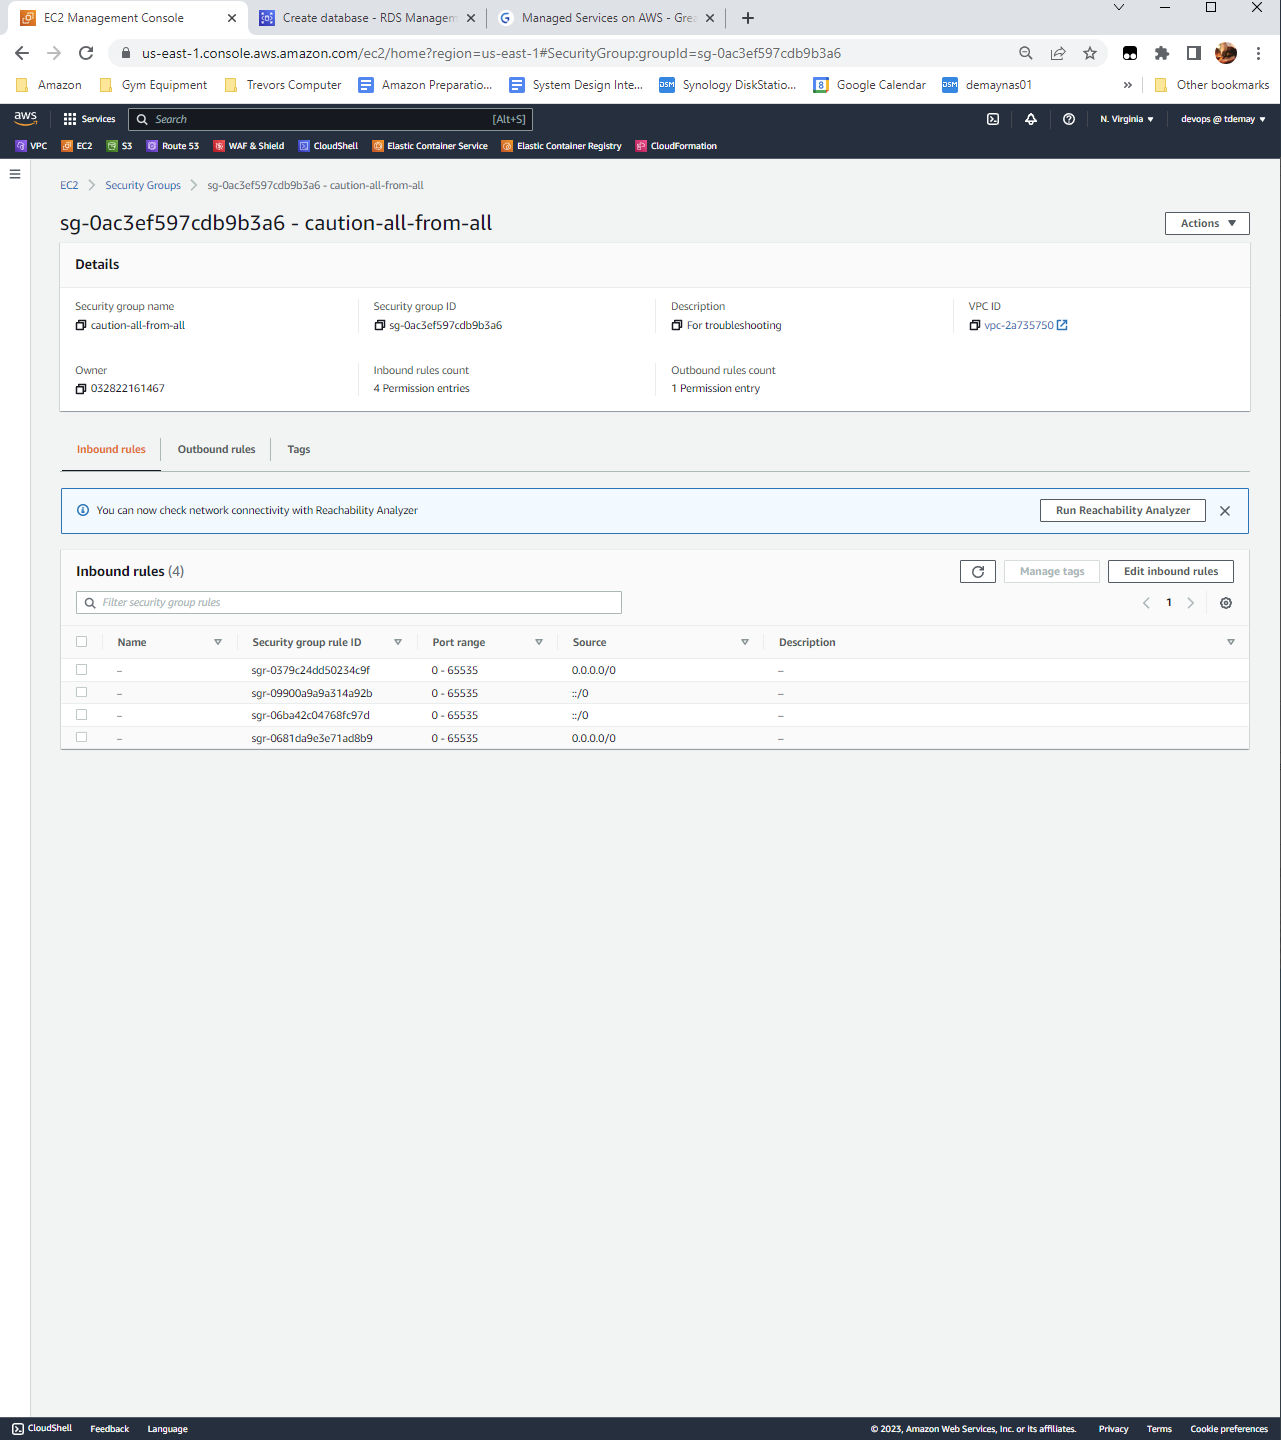 EC2 Management Console
Create database - RDS Managem
Managed Services on AWS - Grea
us-east-1.console.aws.amazon.com/ec2/home?region=us-east-1#SecurityGroup:groupId=sg-0ac3ef597cdb9b3a6
Amazon Gym Equipment Trevors Computer Amazon Preparatio... System Design Inte... DSM Synology DiskStatio... 8 Google Calendar DSM demaynas01 » Other bookmarks
aws Services Search [Alt+S] N. Virginia devops @ tdemay
VPC EC2 S3 Route 53 WAF & Shield CloudShell Elastic Container Service Elastic Container Registry CloudFormation
EC2 Security Groups sg-0ac3ef597cdb9b3a6 - caution-all-from-all
sg-0ac3ef597cdb9b3a6 - caution-all-from-all
Actions
Details
Security group name Security group ID Description VPC ID
caution-all-from-all sg-0ac3ef597cdb9b3a6 For troubleshooting vpc-2a735750
Owner Inbound rules count Outbound rules count
032822161467 4 Permission entries 1 Permission entry
Inbound rules Outbound rules Tags
You can now check network connectivity with Reachability Analyzer Run Reachability Analyzer
Inbound rules (4) Manage tags Edit inbound rules
Filter security group rules 1
Name Security group rule ID Port range Source Description
– sgr-0379c24dd50234c9f 0 - 65535 0.0.0.0/0 –
– sgr-09900a9a9a314a92b 0 - 65535 ::/0 –
– sgr-06ba42c04768fc97d 0 - 65535 ::/0 –
– sgr-0681da9e3e71ad8b9 0 - 65535 0.0.0.0/0 –
CloudShell Feedback Language © 2023, Amazon Web Services, Inc. or its affiliates. Privacy Terms Cookie preferences